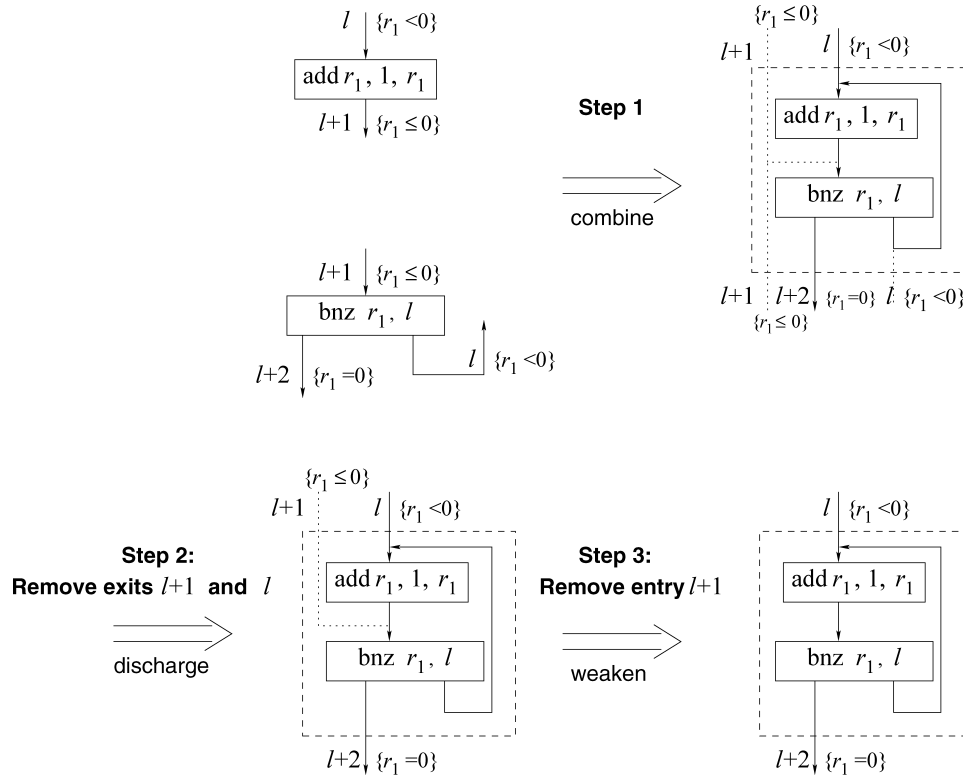 l {r₁ <0}
add r₁ , 1, r₁
l+1 {r₁ ≤ 0}
l+1 {r₁ ≤ 0}
bnz r₁ , l
l+2 {r₁ =0}
l {r₁ <0}
Step 1
combine
{r₁ ≤ 0}
l+1 l {r₁ <0}
add r₁ , 1, r₁
bnz r₁ , l
l+1 l+2 {r₁=0} l {r₁ <0}
{r₁ ≤ 0}
Step 2:
Remove exits l+1 and l
discharge
{r₁ ≤ 0}
l+1 l {r₁ <0}
add r₁ , 1, r₁
bnz r₁ , l
l+2 {r₁=0}
Step 3:
Remove entry l+1
weaken
l {r₁ <0}
add r₁ , 1, r₁
bnz r₁ , l
l+2 {r₁=0}